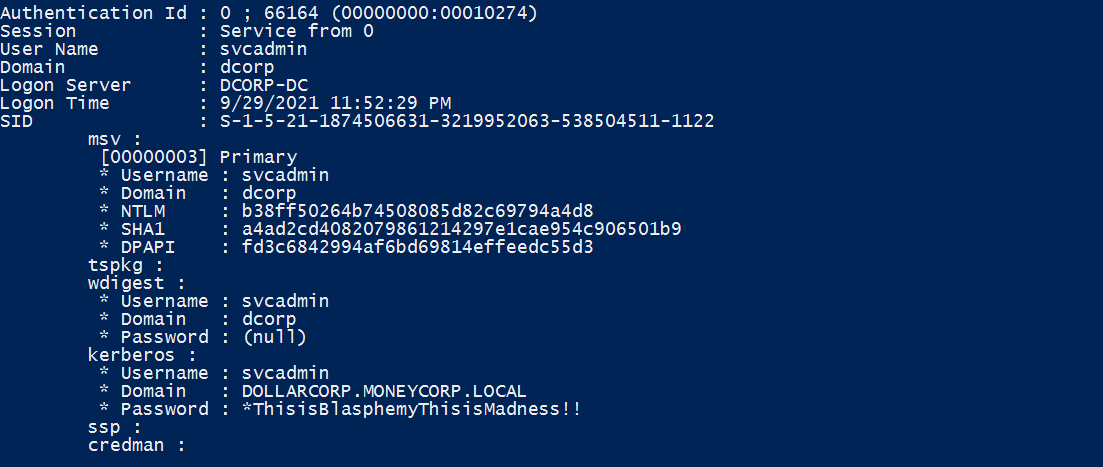 Authentication Id : 0 ; 66164 (00000000:00010274)
Session           : Service from 0
User Name         : svcadmin
Domain            : dcorp
Logon Server      : DCORP-DC
Logon Time        : 9/29/2021 11:52:29 PM
SID               : S-1-5-21-1874506631-3219952063-538504511-1122
        msv :
         [00000003] Primary
         * Username : svcadmin
         * Domain   : dcorp
         * NTLM     : b38ff50264b74508085d82c69794a4d8
         * SHA1     : a4ad2cd4082079861214297e1cae954c906501b9
         * DPAPI    : fd3c6842994af6bd69814effeedc55d3
        tspkg :
        wdigest :
         * Username : svcadmin
         * Domain   : dcorp
         * Password : (null)
        kerberos :
         * Username : svcadmin
         * Domain   : DOLLARCORP.MONEYCORP.LOCAL
         * Password : *ThisisBlasphemyThisisMadness!!
        ssp :
        credman :